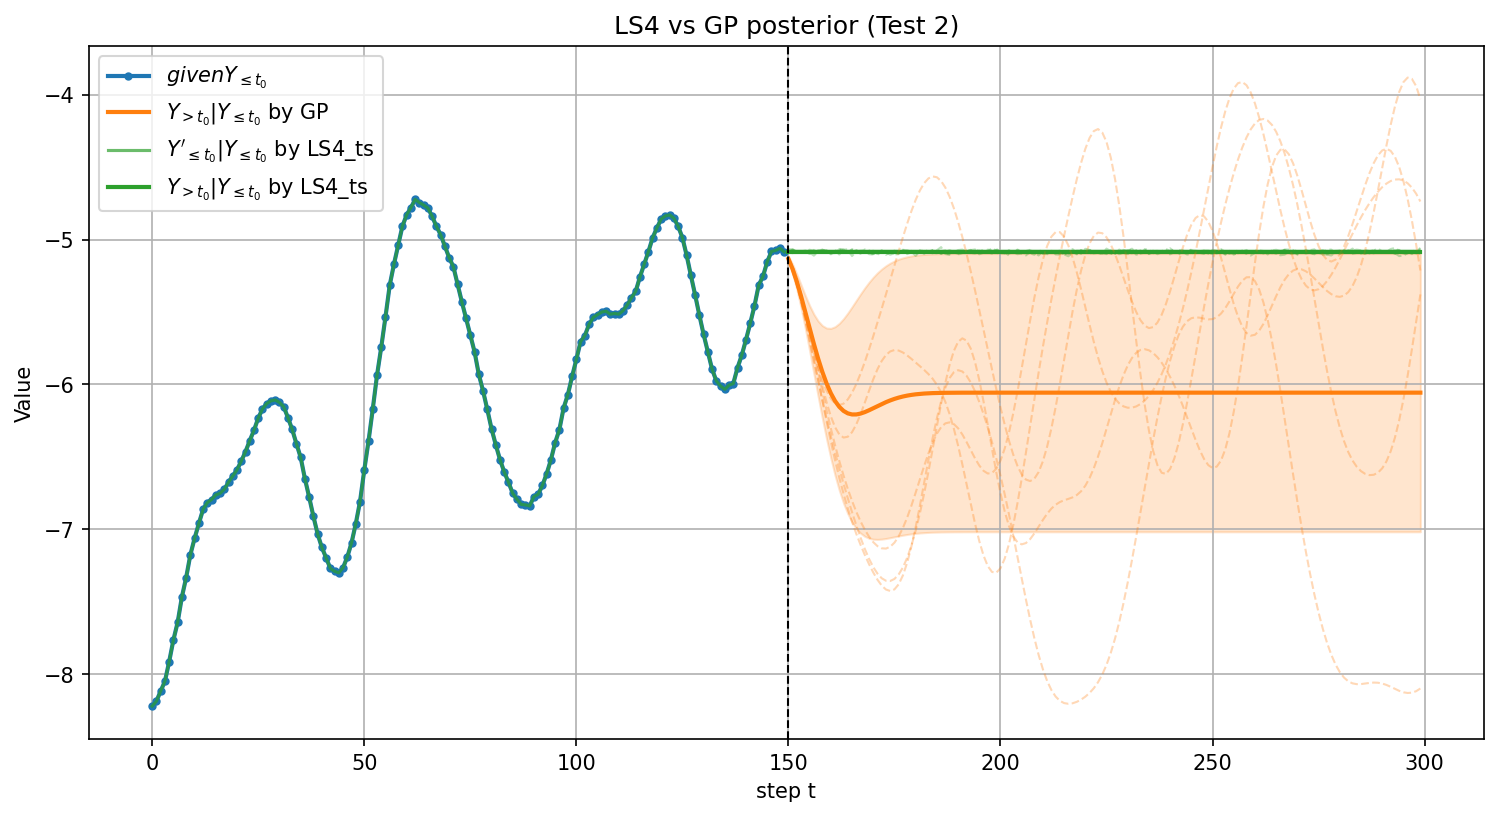 LS4 vs GP posterior (Test 2)
givenY≤t₀
Y>t₀|Y≤t₀ by GP
Y′≤t₀|Y≤t₀ by LS4_ts
Y>t₀|Y≤t₀ by LS4_ts
Value
−4
−5
−6
−7
−8
0 50 100 150 200 250 300
step t